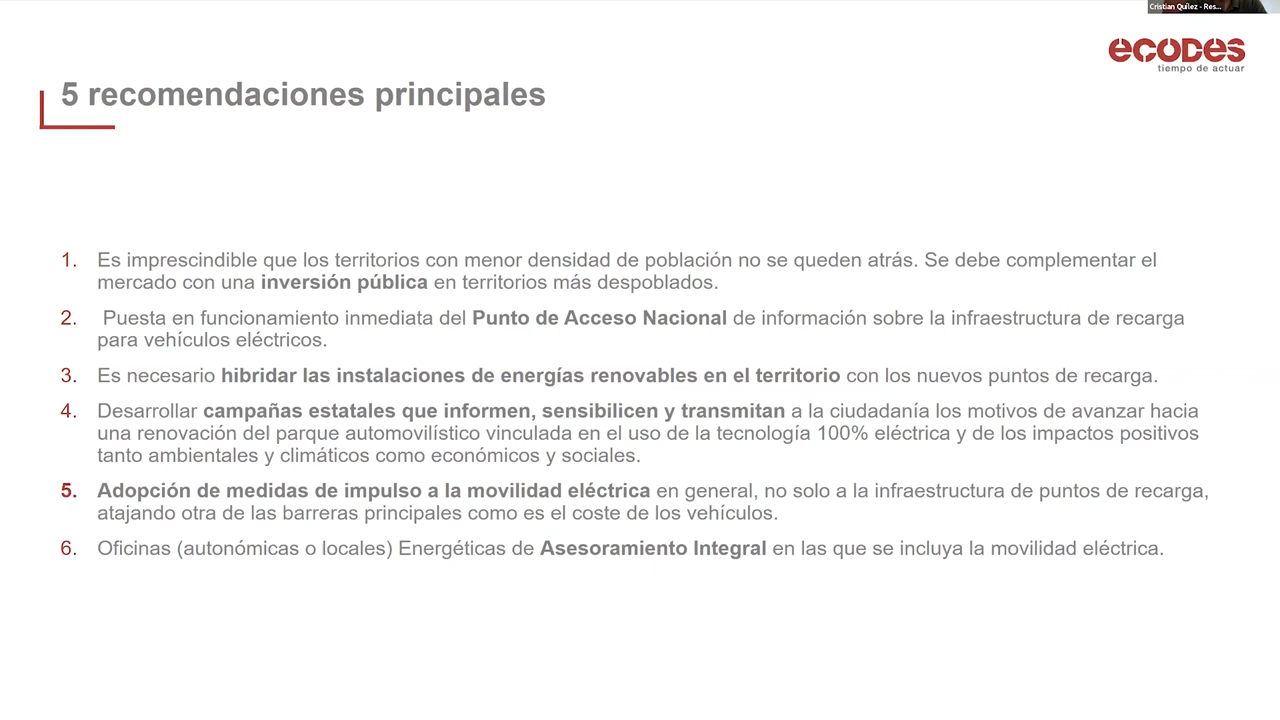 Cristian Quílez - Res...
ecodes
tiempo de actuar
5 recomendaciones principales
1. Es imprescindible que los territorios con menor densidad de población no se queden atrás. Se debe complementar el
mercado con una inversión pública en territorios más despoblados.
2. Puesta en funcionamiento inmediata del Punto de Acceso Nacional de información sobre la infraestructura de recarga
para vehículos eléctricos.
3. Es necesario hibridar las instalaciones de energías renovables en el territorio con los nuevos puntos de recarga.
4. Desarrollar campañas estatales que informen, sensibilicen y transmitan a la ciudadanía los motivos de avanzar hacia
una renovación del parque automovilístico vinculada en el uso de la tecnología 100% eléctrica y de los impactos positivos
tanto ambientales y climáticos como económicos y sociales.
5. Adopción de medidas de impulso a la movilidad eléctrica en general, no solo a la infraestructura de puntos de recarga,
atajando otra de las barreras principales como es el coste de los vehículos.
6. Oficinas (autonómicas o locales) Energéticas de Asesoramiento Integral en las que se incluya la movilidad eléctrica.